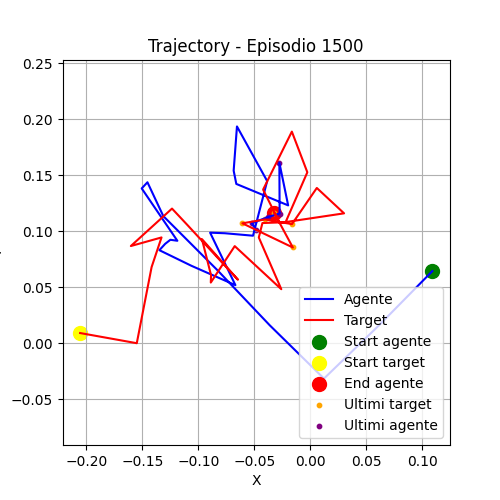 Trajectory - Episodio 1500
0.25
0.20
0.15
0.10
0.05
0.00
−0.05
−0.20
−0.15
−0.10
−0.05
0.00
0.05
0.10
X
Agente
Target
Start agente
Start target
End agente
Ultimi target
Ultimi agente